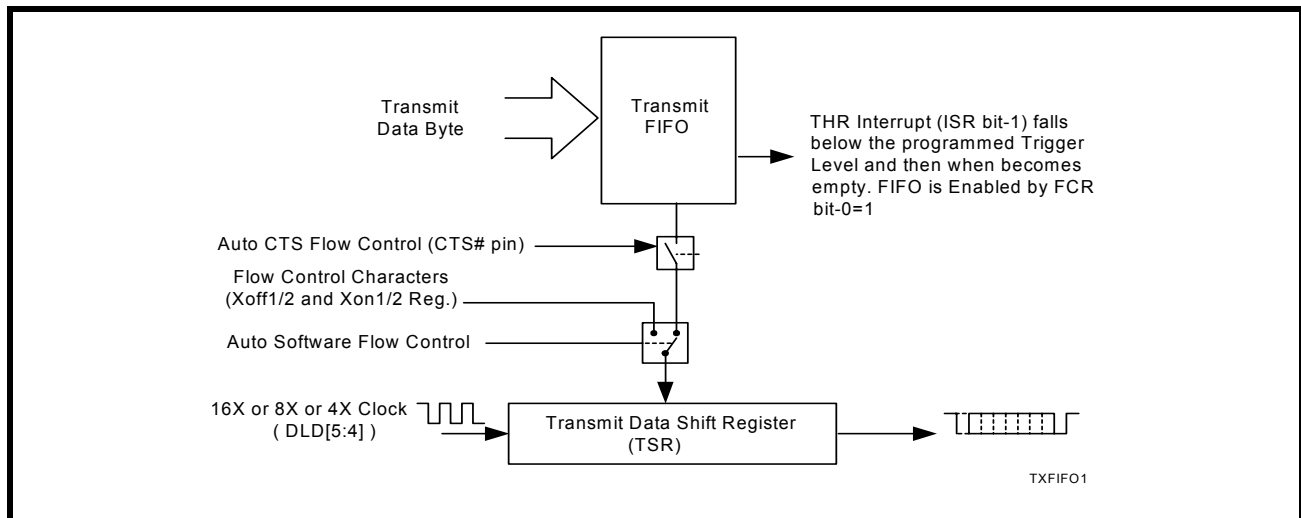 Transmit
Data Byte
Transmit
FIFO
THR Interrupt (ISR bit-1) falls
below the programmed Trigger
Level and then when becomes
empty. FIFO is Enabled by FCR
bit-0=1
Auto CTS Flow Control (CTS# pin)
Flow Control Characters
(Xoff1/2 and Xon1/2 Reg.)
Auto Software Flow Control
16X or 8X or 4X Clock
( DLD[5:4] )
Transmit Data Shift Register
(TSR)
TXFIFO1